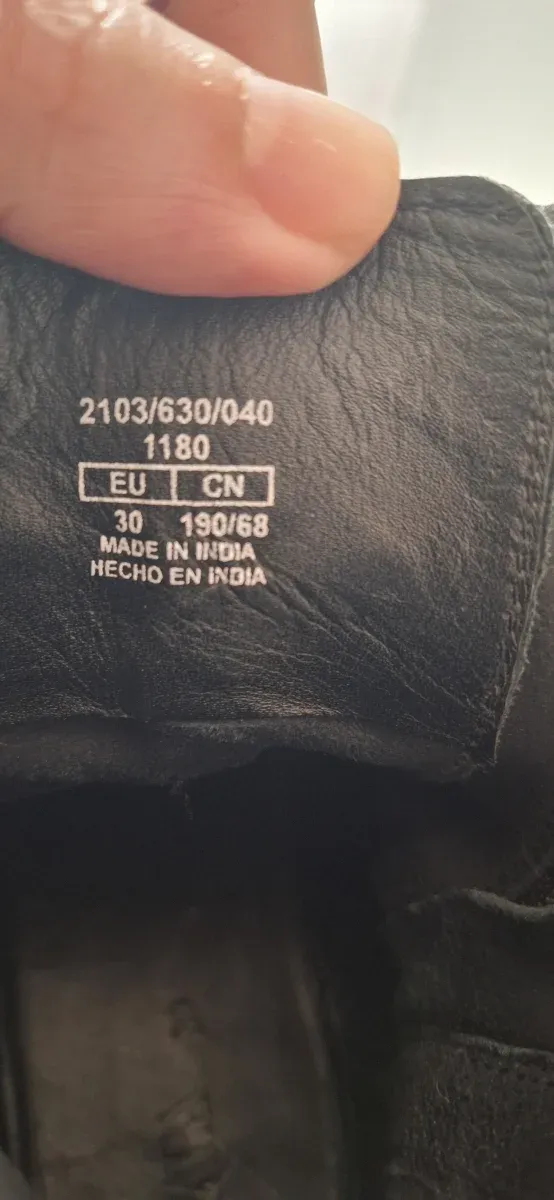 2103/630/040
1180
EU CN
30 190/68
MADE IN INDIA
HECHO EN INDIA